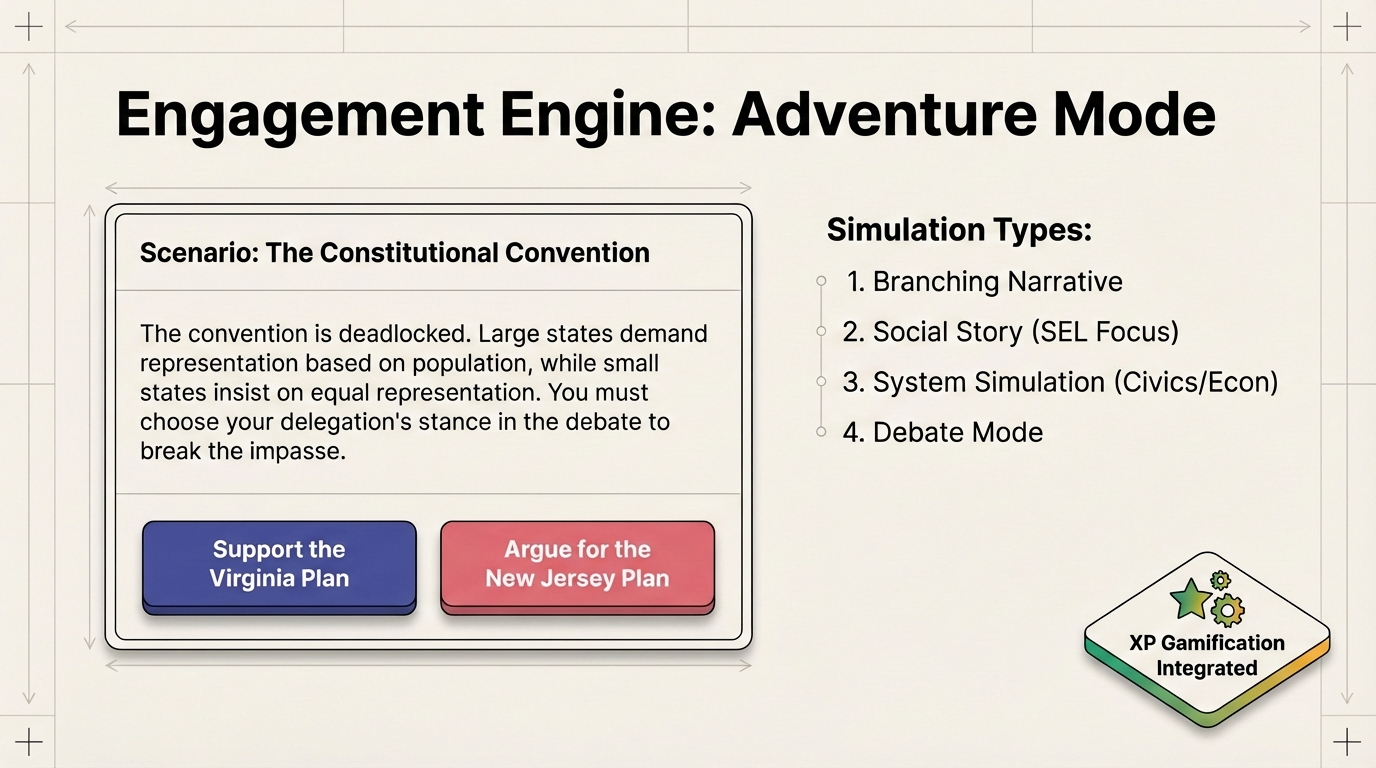 Engagement Engine: Adventure Mode
Scenario: The Constitutional Convention
The convention is deadlocked. Large states demand
representation based on population, while small
states insist on equal representation. You must
choose your delegation's stance in the debate to
break the impasse.
Support the
Virginia Plan
Argue for the
New Jersey Plan
Simulation Types:
1. Branching Narrative
2. Social Story (SEL Focus)
3. System Simulation (Civics/Econ)
4. Debate Mode
XP Gamification
Integrated